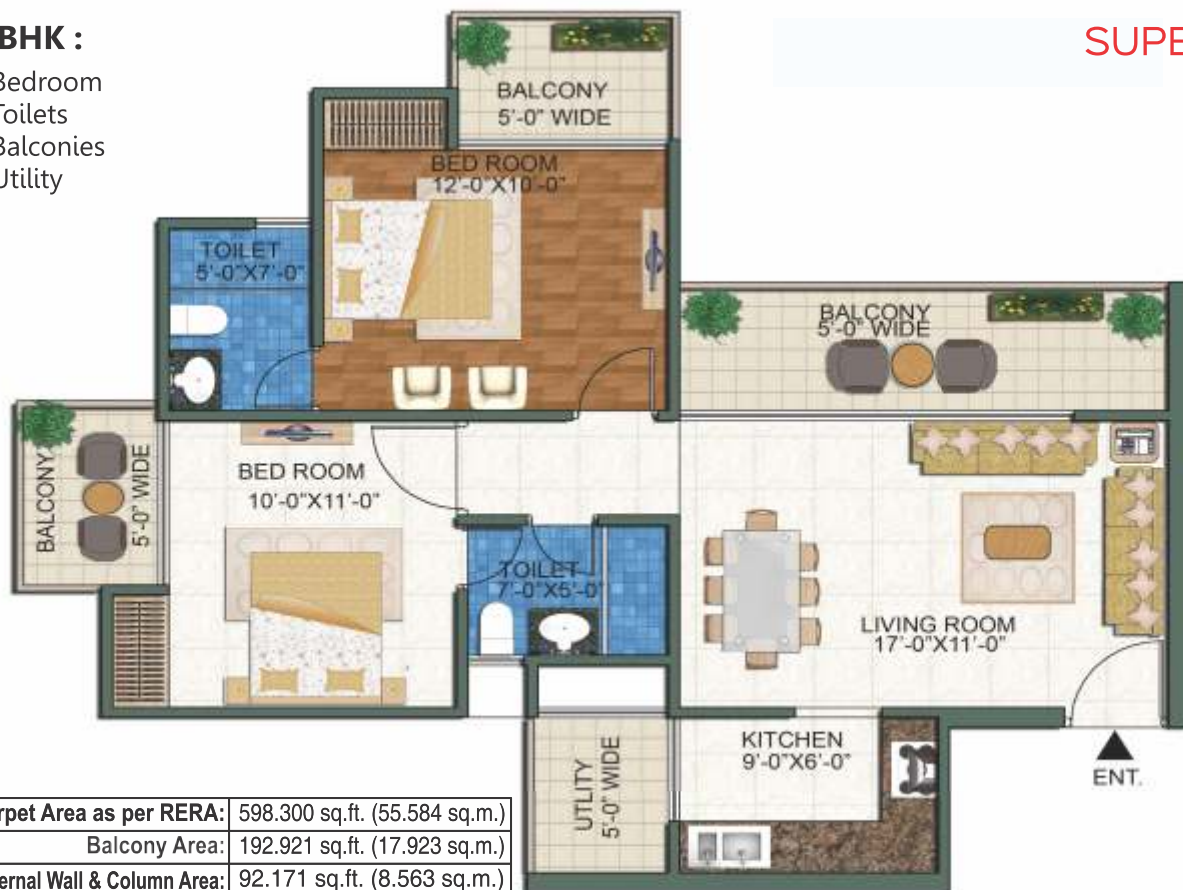 BHK :
Bedroom
Toilets
Balconies
Utility
SUPE
BALCONY
5'-0" WIDE
BED ROOM
12'-0"X10'-0"
TOILET
5'-0"X7'-0"
BALCONY
5'-0" WIDE
BALCONY
5'-0" WIDE
BED ROOM
10'-0"X11'-0"
TOILET
7'-0"X5'-0"
LIVING ROOM
17'-0"X11'-0"
KITCHEN
9'-0"X6'-0"
UTLITY
5'-0" WIDE
ENT.
rpet Area as per RERA: 598.300 sq.ft. (55.584 sq.m.)
Balcony Area: 192.921 sq.ft. (17.923 sq.m.)
ernal Wall & Column Area: 92.171 sq.ft. (8.563 sq.m.)